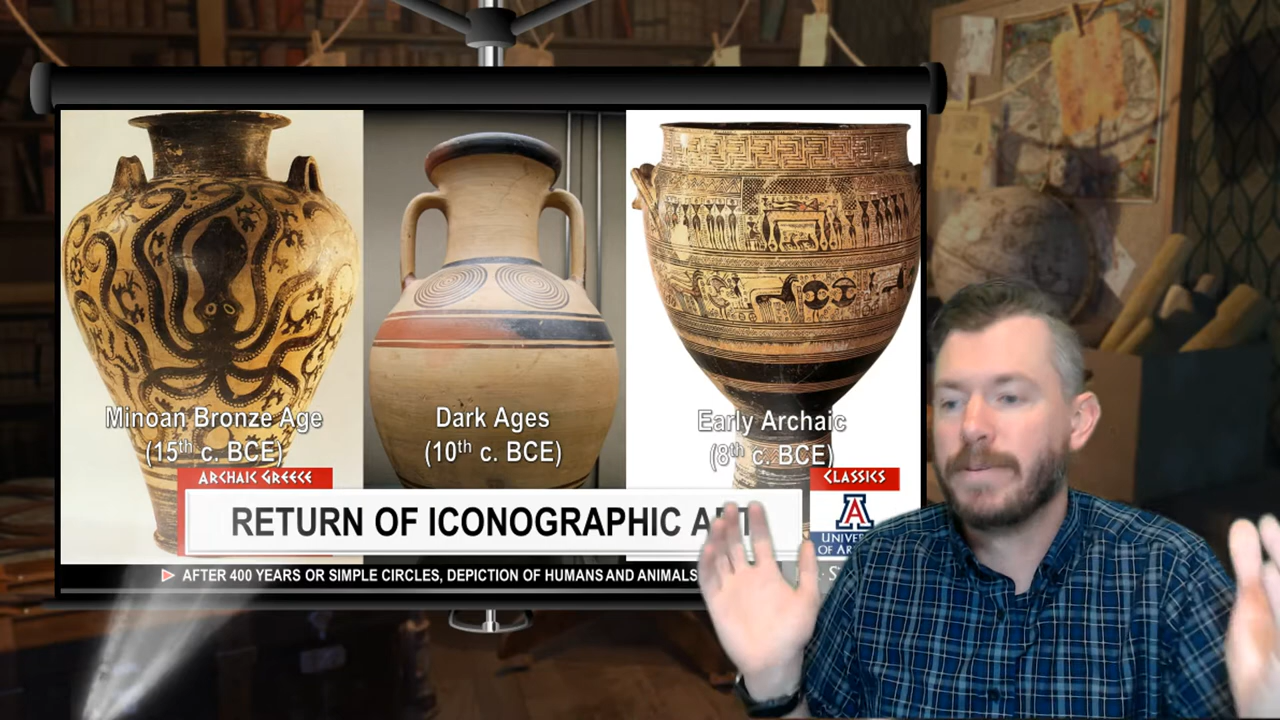 Minoan Bronze Age
(15th c. BCE)
Dark Ages
(10th c. BCE)
Early Archaic
(8th c. BCE)
ARCHAIC GREECE
CLASSICS
RETURN OF ICONOGRAPHIC
A
AFTER 400 YEARS OR SIMPLE CIRCLES, DEPICTION OF HUMANS AND ANIMALS